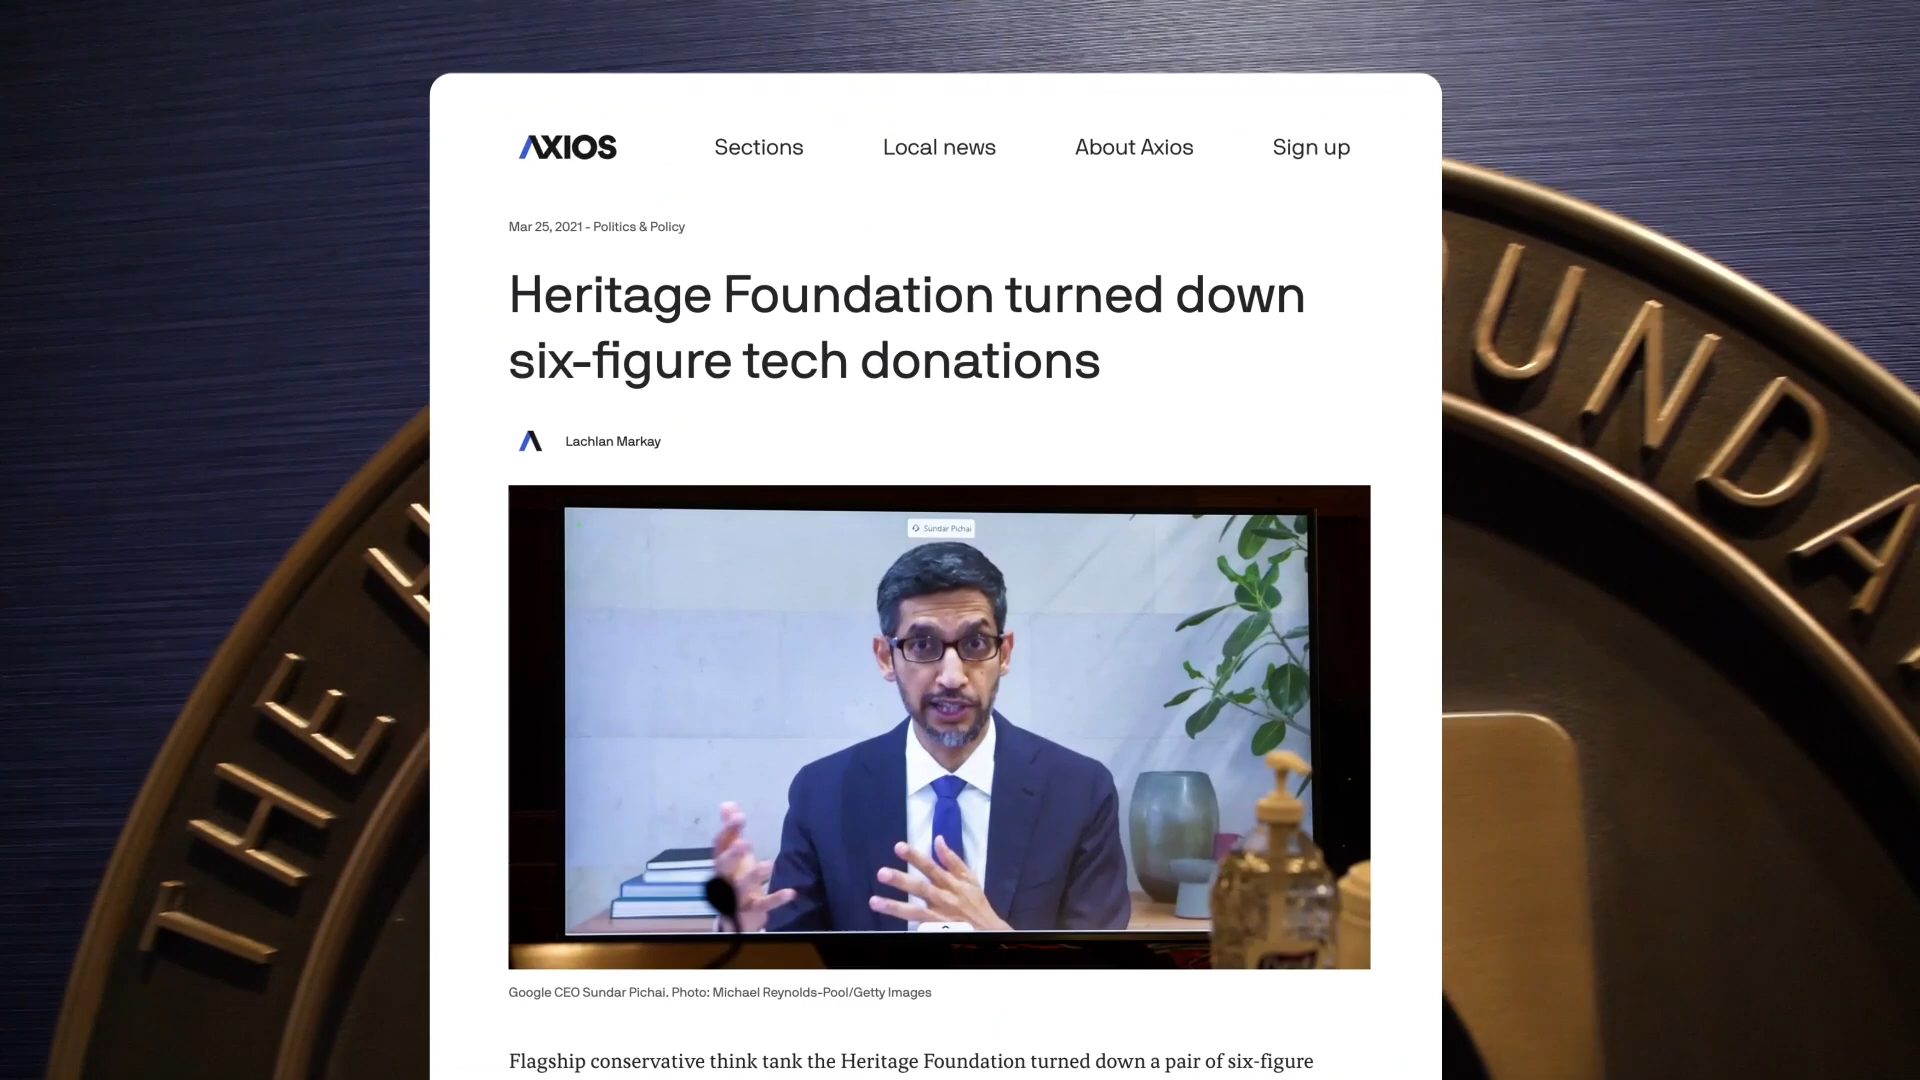 AXIOS
Sections
Local news
About Axios
Sign up
Mar 25, 2021 - Politics & Policy
Heritage Foundation turned down
six-figure tech donations
Lachlan Markay
Sundar Pichai
Google CEO Sundar Pichai. Photo: Michael Reynolds-Pool/Getty Images
Flagship conservative think tank the Heritage Foundation turned down a pair of six-figure
THE H
UNDA